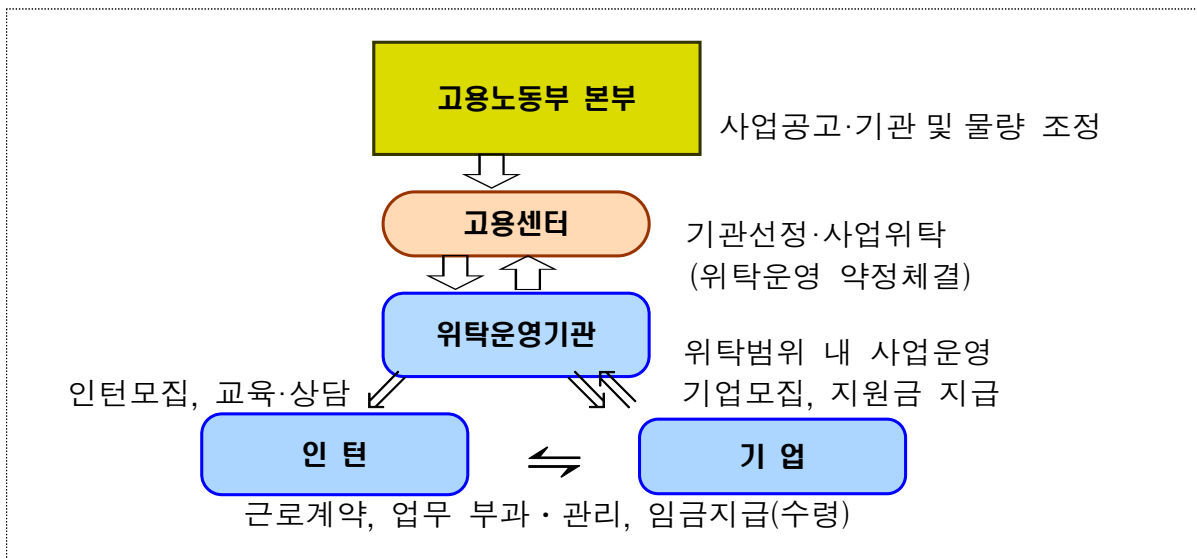 고용노동부 본부
사업공고·기관 및 물량 조정
고용센터
기관선정·사업위탁
(위탁운영 약정체결)
위탁운영기관
위탁범위 내 사업운영
기업모집, 지원금 지급
인턴모집, 교육·상담
인 턴
기 업
근로계약, 업무 부과·관리, 임금지급(수령)